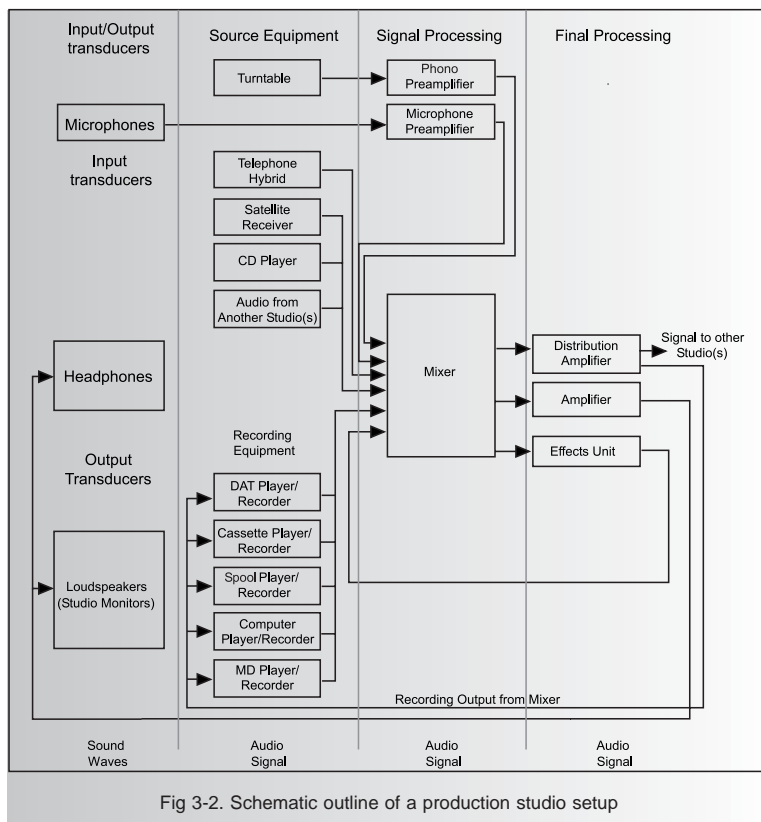 Input/Output
transducers
Source Equipment
Signal Processing
Final Processing
Turntable
Phono
Preamplifier
Microphones
Microphone
Preamplifier
Input
transducers
Telephone
Hybrid
Satellite
Receiver
CD Player
Audio from
Another Studio(s)
Mixer
Distribution
Amplifier
Signal to other
Studio(s)
Headphones
Amplifier
Recording
Equipment
Effects Unit
Output
Transducers
DAT Player/
Recorder
Cassette Player/
Recorder
Loudspeakers
(Studio Monitors)
Spool Player/
Recorder
Computer
Player/Recorder
MD Player/
Recorder
Recording Output from Mixer
Sound
Waves
Audio
Signal
Audio
Signal
Audio
Signal
Fig 3-2. Schematic outline of a production studio setup